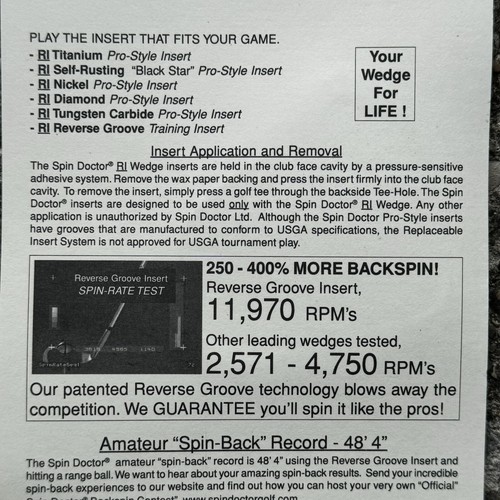 PLAY THE INSERT THAT FITS YOUR GAME.
- RI Titanium Pro-Style Insert
- RI Self-Rusting "Black Star" Pro-Style Insert
- RI Nickel Pro-Style Insert
- RI Diamond Pro-Style Insert
- RI Tungsten Carbide Pro-Style Insert
- RI Reverse Groove Training Insert
Your
Wedge
For
LIFE !
Insert Application and Removal
The Spin Doctor® RI Wedge inserts are held in the club face cavity by a pressure-sensitive
adhesive system. Remove the wax paper backing and press the insert firmly into the club face
cavity. To remove the insert, simply press a golf tee through the backside Tee-Hole. The Spin
Doctor® inserts are designed to be used only with the Spin Doctor® RI Wedge. Any other
application is unauthorized by Spin Doctor Ltd. Although the Spin Doctor Pro-Style inserts
have grooves that are manufactured to conform to USGA specifications, the Replaceable
Insert System is not approved for USGA tournament play.
Reverse Groove Insert
SPIN-RATE TEST
250 - 400% MORE BACKSPIN!
Reverse Groove Insert,
11,970 RPM's
Other leading wedges tested,
2,571 - 4,750 RPM's
Our patented Reverse Groove technology blows away the
competition. We GUARANTEE you'll spin it like the pros!
Amateur "Spin-Back" Record - 48' 4"
The Spin Doctor® amateur "spin-back" record is 48' 4" using the Reverse Groove Insert and
hitting a range ball. We want to hear about your amazing spin-back results. Send your incredible
spin-back experiences to our website and find out how you can host your very own "Official"
Spin Doctor® Backspin Contest" www.spindoctorgolf.com